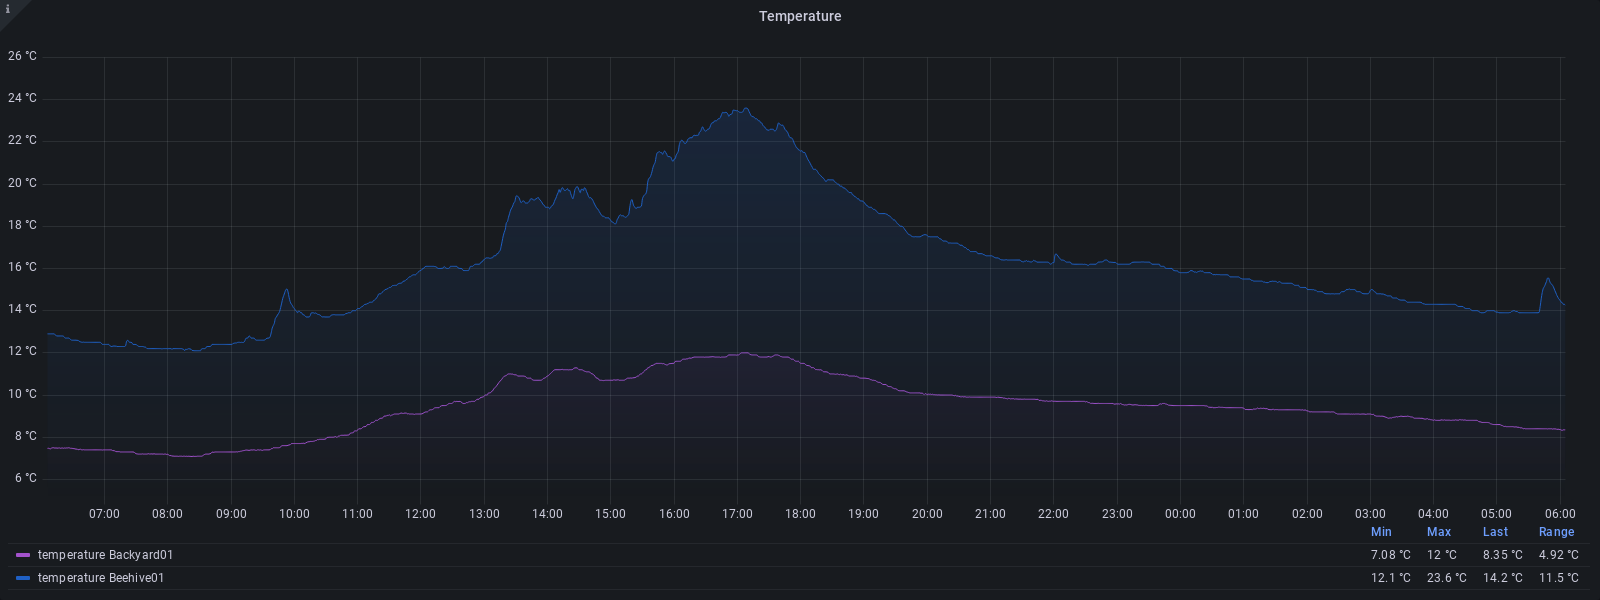 i
Temperature
26 °C
24 °C
22 °C
20 °C
18 °C
16 °C
14 °C
12 °C
10 °C
8 °C
6 °C
07:00 08:00 09:00 10:00 11:00 12:00 13:00 14:00 15:00 16:00 17:00 18:00 19:00 20:00 21:00 22:00 23:00 00:00 01:00 02:00 03:00 04:00 05:00 06:00
Min Max Last Range
temperature Backyard01 7.08 °C 12 °C 8.35 °C 4.92 °C
temperature Beehive01 12.1 °C 23.6 °C 14.2 °C 11.5 °C